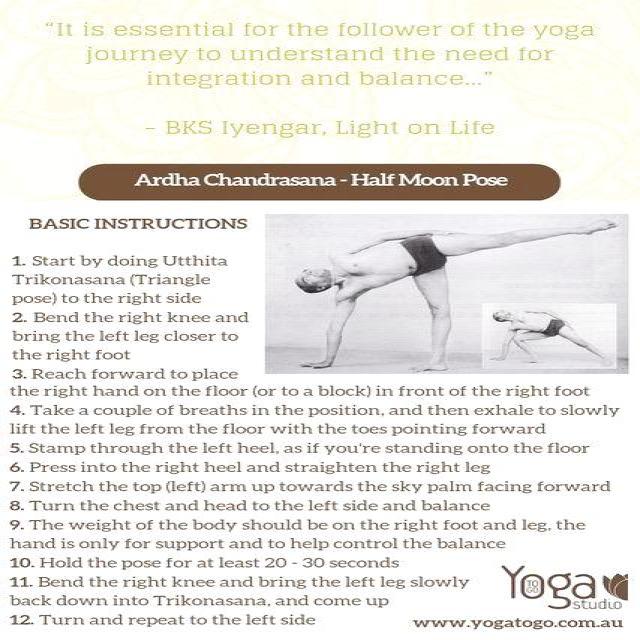 “It is essential for the follower of the yoga
journey to understand the need for
integration and balance...”
– BKS Iyengar, Light on Life
Ardha Chandrasana - Half Moon Pose
BASIC INSTRUCTIONS
1. Start by doing Utthita
Trikonasana (Triangle
pose) to the right side
2. Bend the right knee and
bring the left leg closer to
the right foot
3. Reach forward to place
the right hand on the floor (or to a block) in front of the right foot
4. Take a couple of breaths in the position, and then exhale to slowly
lift the left leg from the floor with the toes pointing forward
5. Stamp through the left heel, as if you're standing onto the floor
6. Press into the right heel and straighten the right leg
7. Stretch the top (left) arm up towards the sky palm facing forward
8. Turn the chest and head to the left side and balance
9. The weight of the body should be on the right foot and leg, the
hand is only for support and to help control the balance
10. Hold the pose for at least 20 - 30 seconds
11. Bend the right knee and bring the left leg slowly
back down into Trikonasana, and come up
12. Turn and repeat to the left side
Yoga
TO
GO
studio
www.yogatogo.com.au